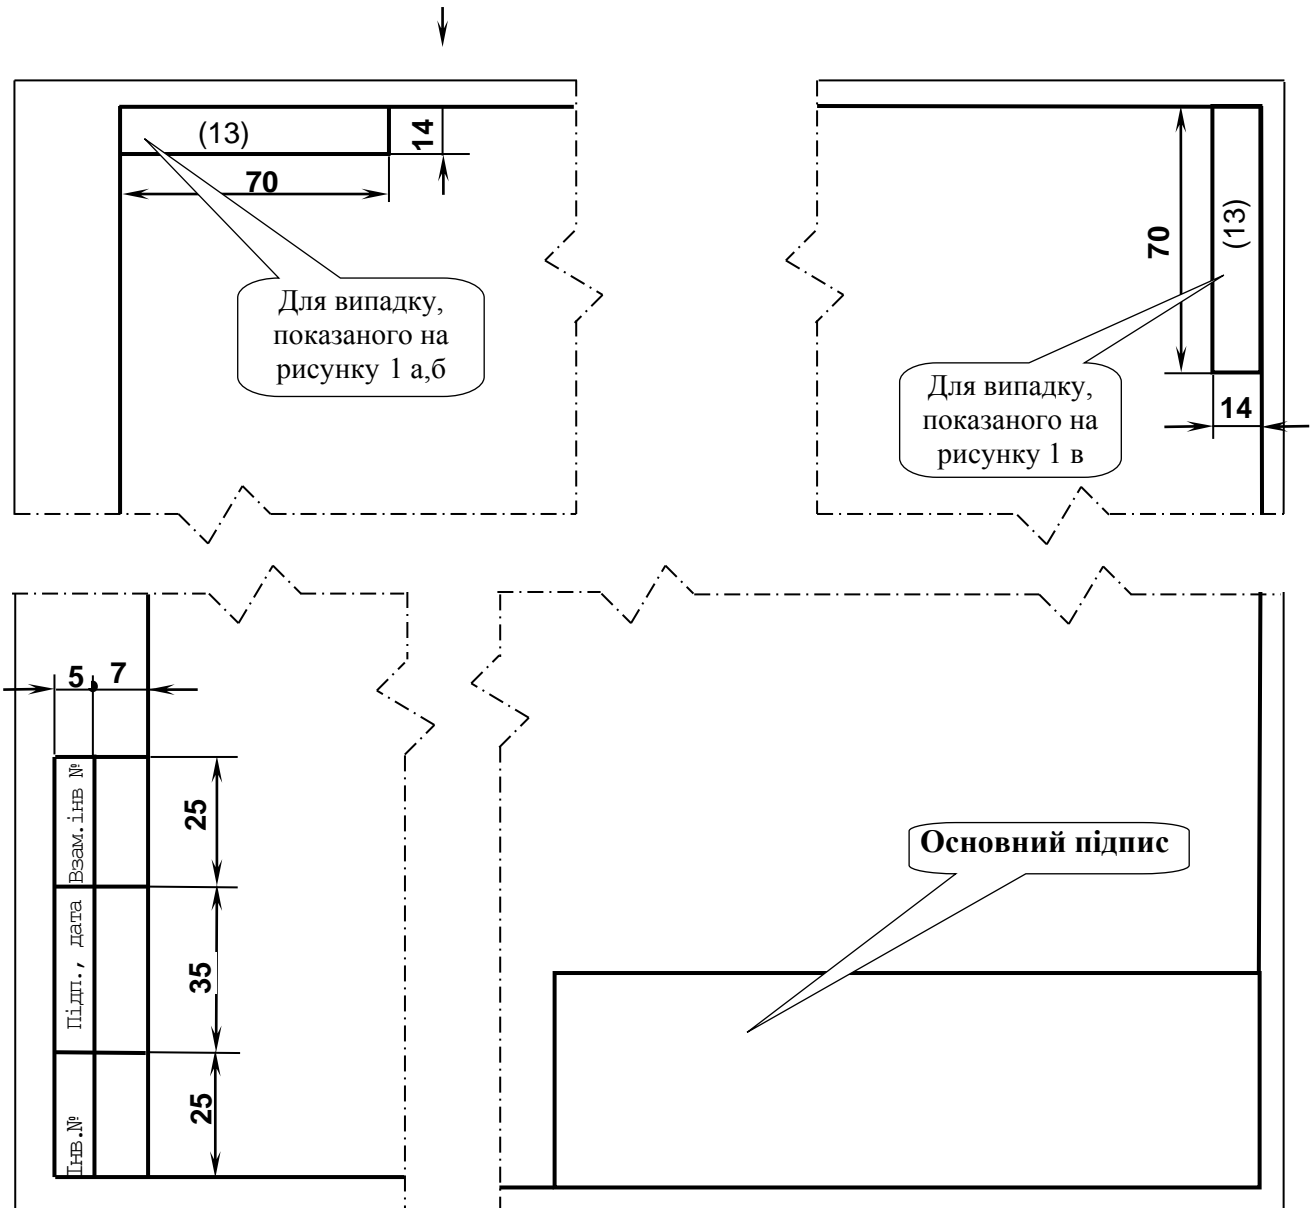 (13)
14
70
Для випадку,
показаного на
рисунку 1 а,б
70
(13)
Для випадку,
показаного на
рисунку 1 в
14
5 7
Взам.інв №
25
Підп., дата
35
Інв.№
25
Основний підпис